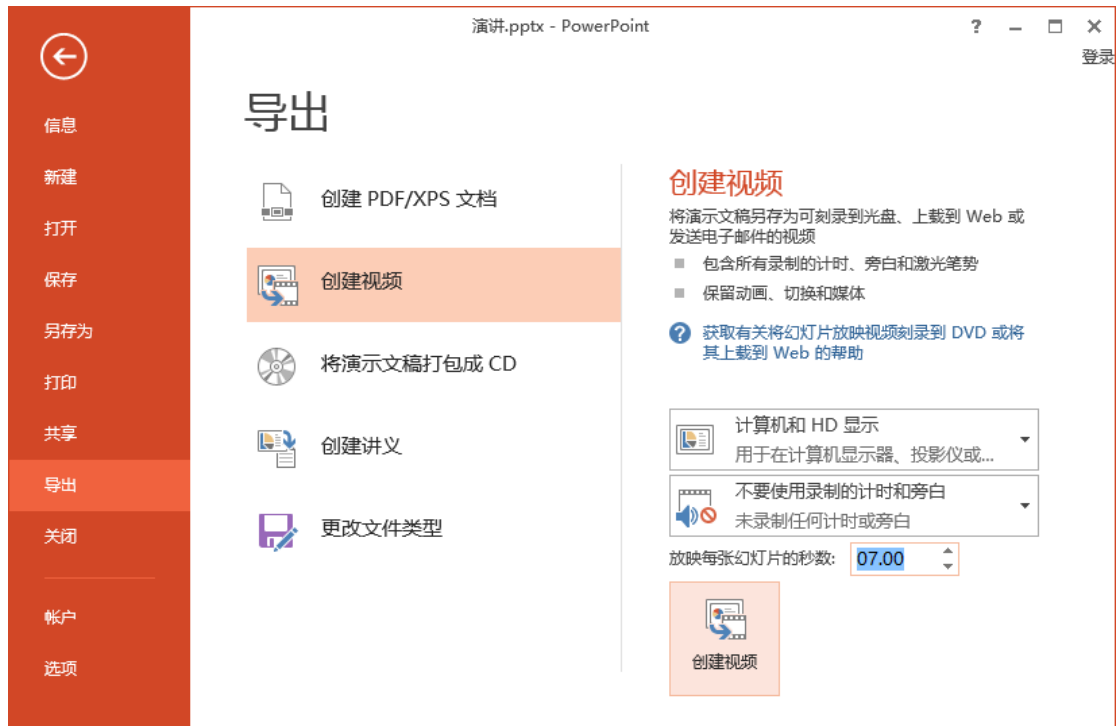 演讲.pptx - PowerPoint
?
登录
信息
新建
打开
保存
另存为
打印
共享
导出
关闭
帐户
选项
导出
创建 PDF/XPS 文档
创建视频
将演示文稿打包成 CD
创建讲义
更改文件类型
创建视频
将演示文稿另存为可刻录到光盘、上载到 Web 或
发送电子邮件的视频
包含所有录制的计时、旁白和激光笔势
保留动画、切换和媒体
? 获取有关将幻灯片放映视频刻录到 DVD 或将
其上载到 Web 的帮助
计算机和 HD 显示
用于在计算机显示器、投影仪或...
不要使用录制的计时和旁白
未录制任何计时或旁白
放映每张幻灯片的秒数: 07.00
创建视频